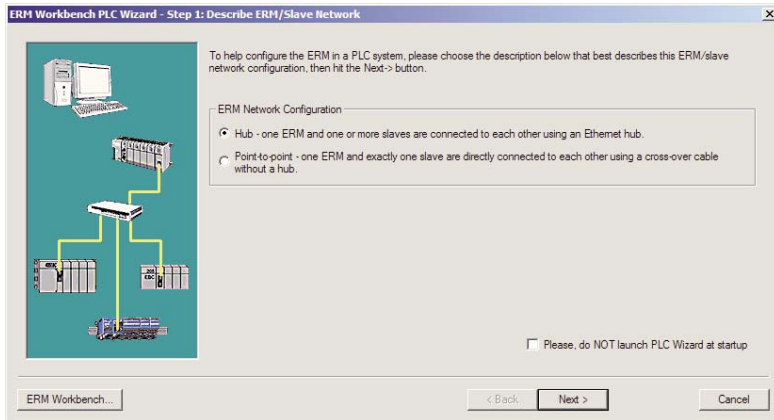 ERM Workbench PLC Wizard - Step 1: Describe ERM/Slave Network
To help configure the ERM in a PLC system, please choose the description below that best describes this ERM/slave
network configuration, then hit the Next-> button.
ERM Network Configuration
Hub - one ERM and one or more slaves are connected to each other using an Ethernet hub.
Point-to-point - one ERM and exactly one slave are directly connected to each other using a cross-over cable
without a hub.
Please, do NOT launch PLC Wizard at startup
ERM Workbench...
< Back
Next >
Cancel